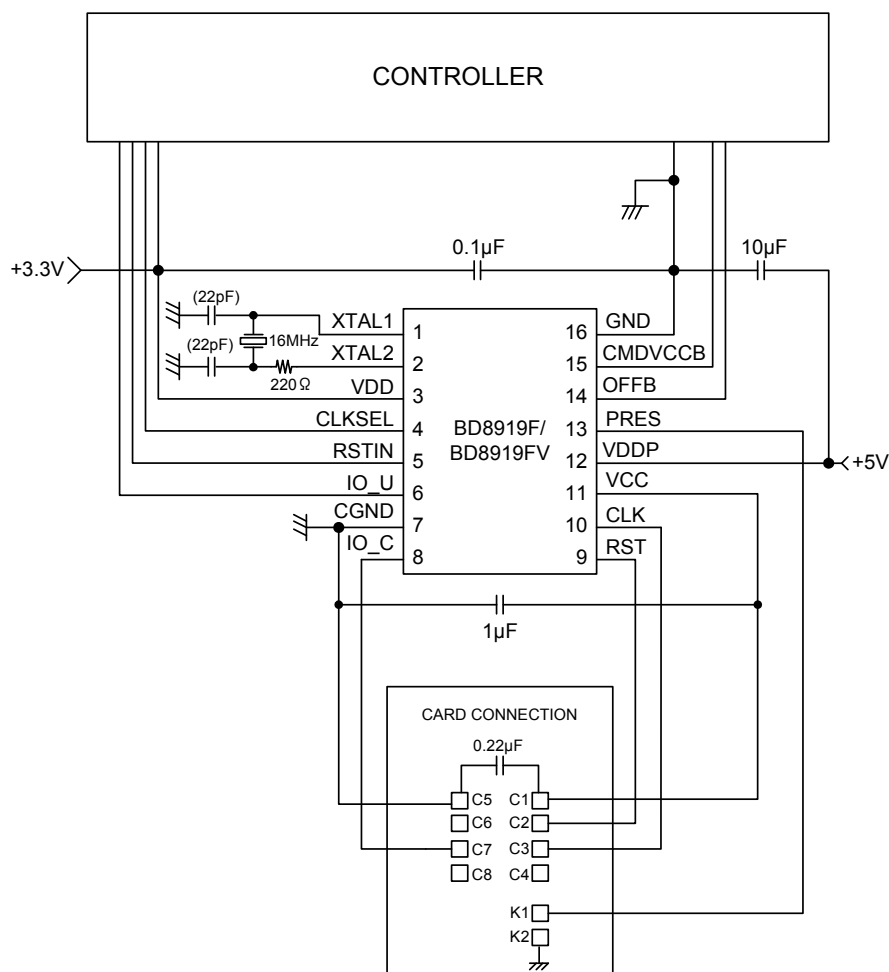 CONTROLLER
0.1µF
10µF
+3.3V
(22pF)
XTAL1
1
16
GND
(22pF)
16MHz
XTAL2
2
15
CMDVCCB
220Ω
VDD
3
14
OFFB
CLKSEL
4
BD8919F/
BD8919FV
13
PRES
RSTIN
5
12
VDDP
+5V
IO_U
6
11
VCC
CGND
7
10
CLK
IO_C
8
9
RST
1µF
CARD CONNECTION
0.22µF
C5 C1
C6 C2
C7 C3
C8 C4
K1
K2